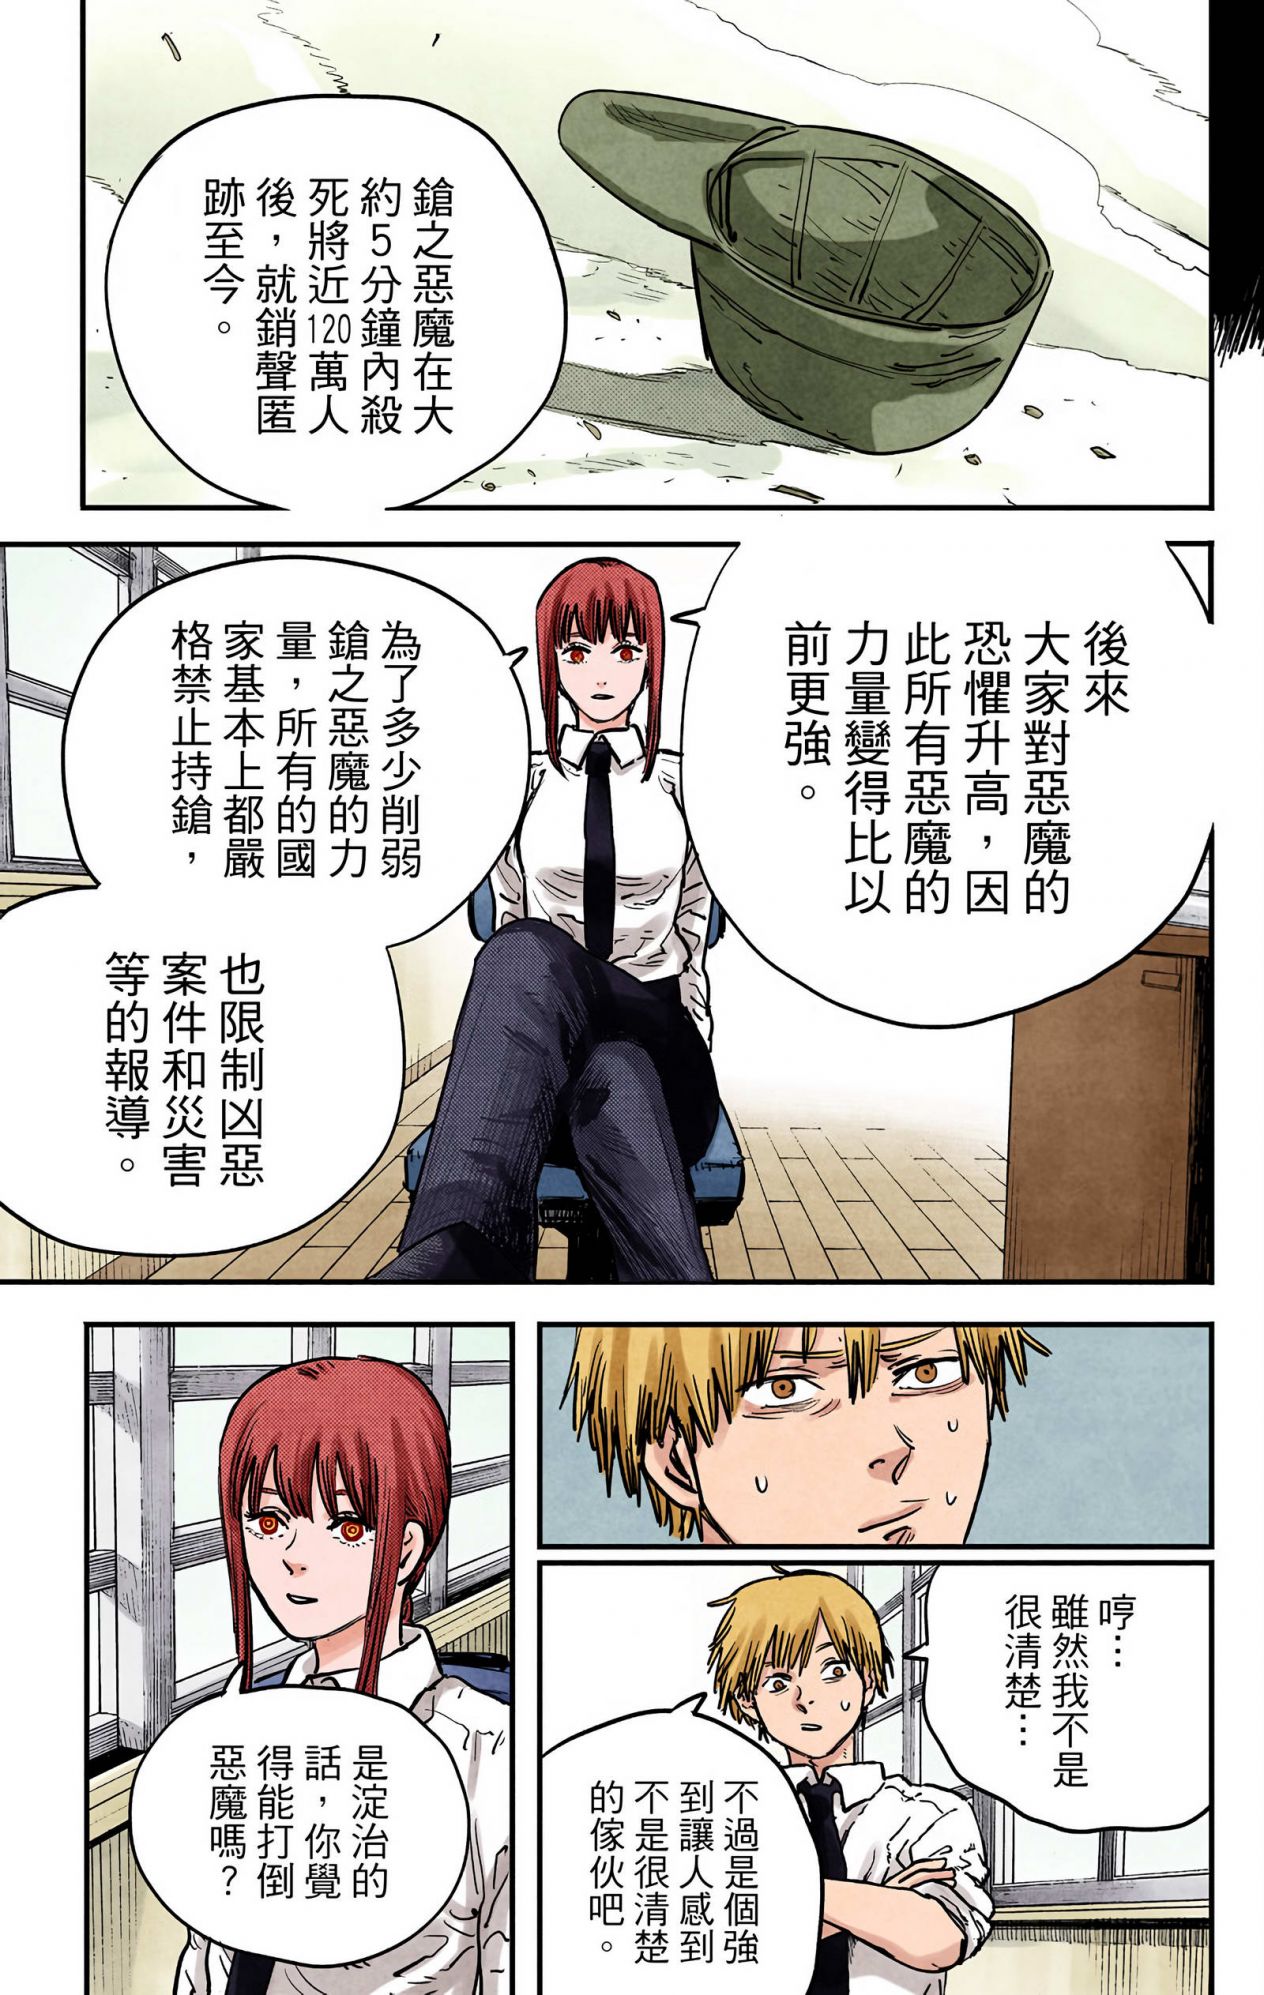 鎗之惡魔在大
約5分鐘內殺
死將近120萬人
後，就銷聲匿
跡至今。
後來
大家對惡魔的
恐懼升高，因
此所有惡魔的
力量變得比以
前更強。
為了多少削弱
鎗之惡魔的力
量，所有的國
家基本上都嚴
格禁止持鎗，
也限制凶惡
案件和災害
等的報導。
哼…
雖然我不是
很清楚…
不過是個強
到讓人感到
不是很清楚
的傢伙吧。
是淀治的
話，你覺
得能打倒
惡魔嗎？